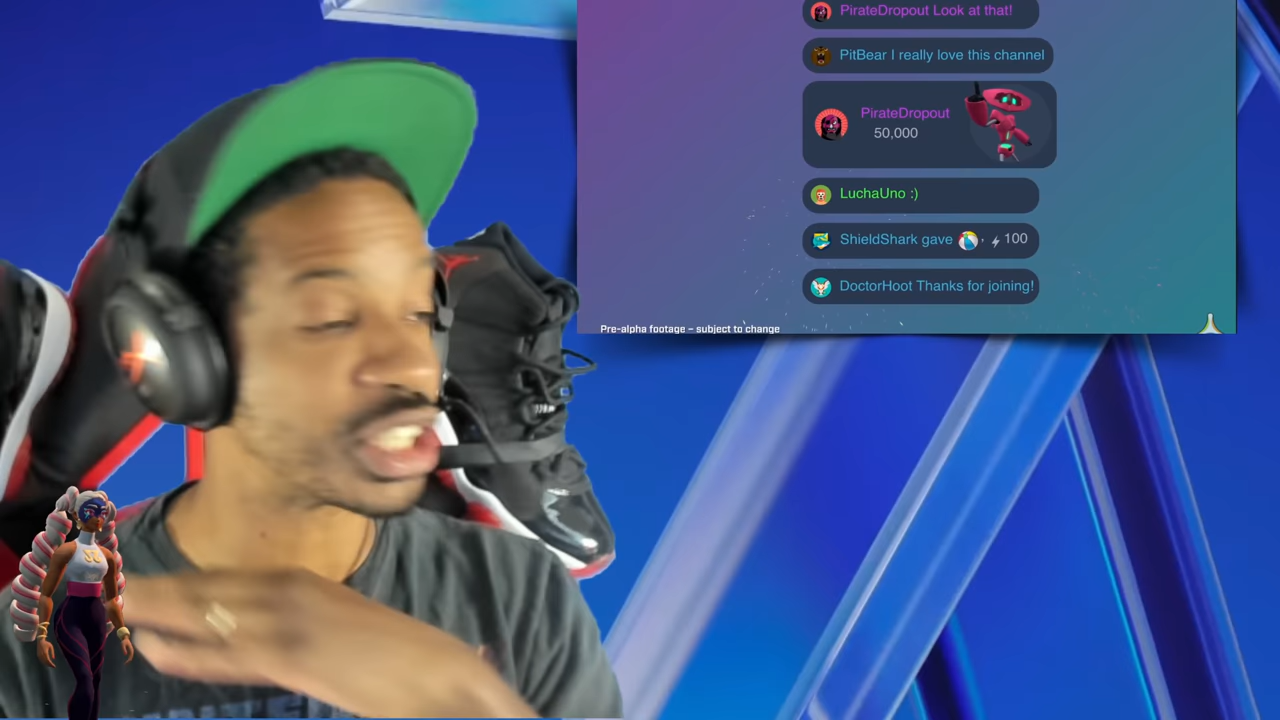 PirateDropout Look at that!
PitBear I really love this channel
PirateDropout
50,000
LuchaUno :)
ShieldShark gave 100
DoctorHoot Thanks for joining!
Pre-alpha footage – subject to change